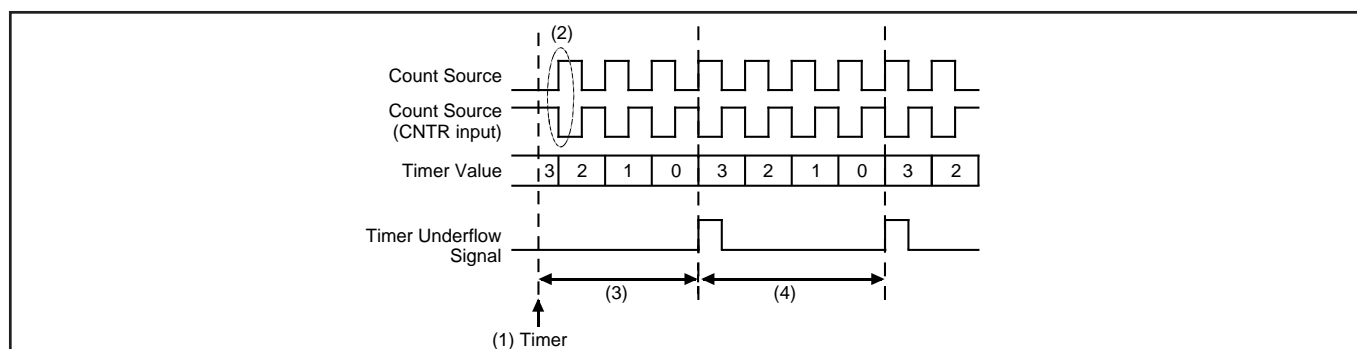 (2)
Count Source
Count Source
(CNTR input)
Timer Value
3 2 1 0 3 2 1 0 3 2
Timer Underflow
Signal
(3) (4)
(1) Timer